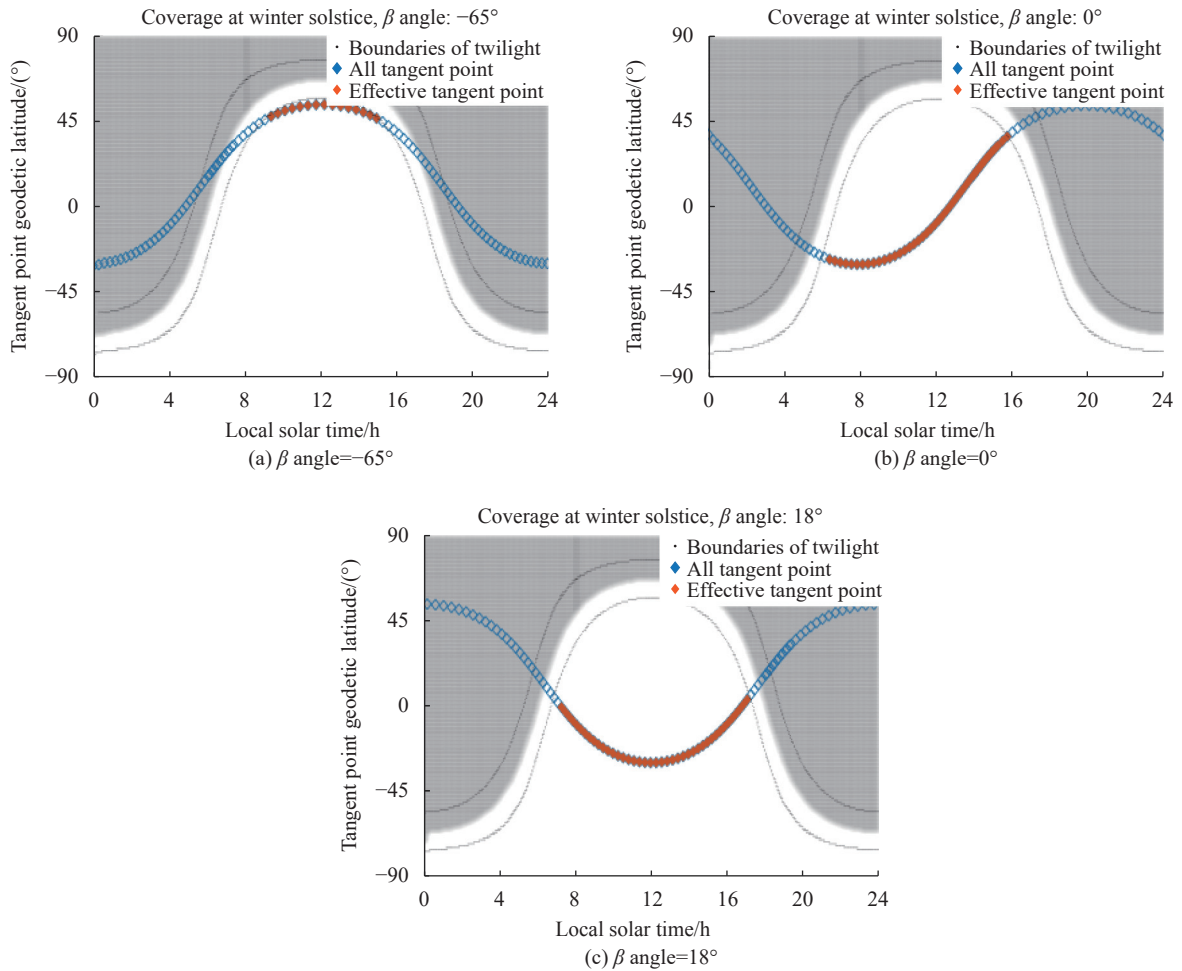 Coverage at winter solstice, β angle: −65°
90
45
0
−45
−90
Tangent point geodetic latitude/(°)
· Boundaries of twilight
All tangent point
Effective tangent point
0 4 8 12 16 20 24
Local solar time/h
(a) β angle=−65°
Coverage at winter solstice, β angle: 0°
90
45
0
−45
−90
Tangent point geodetic latitude/(°)
· Boundaries of twilight
All tangent point
Effective tangent point
0 4 8 12 16 20 24
Local solar time/h
(b) β angle=0°
Coverage at winter solstice, β angle: 18°
90
45
0
−45
−90
Tangent point geodetic latitude/(°)
· Boundaries of twilight
All tangent point
Effective tangent point
0 4 8 12 16 20 24
Local solar time/h
(c) β angle=18°